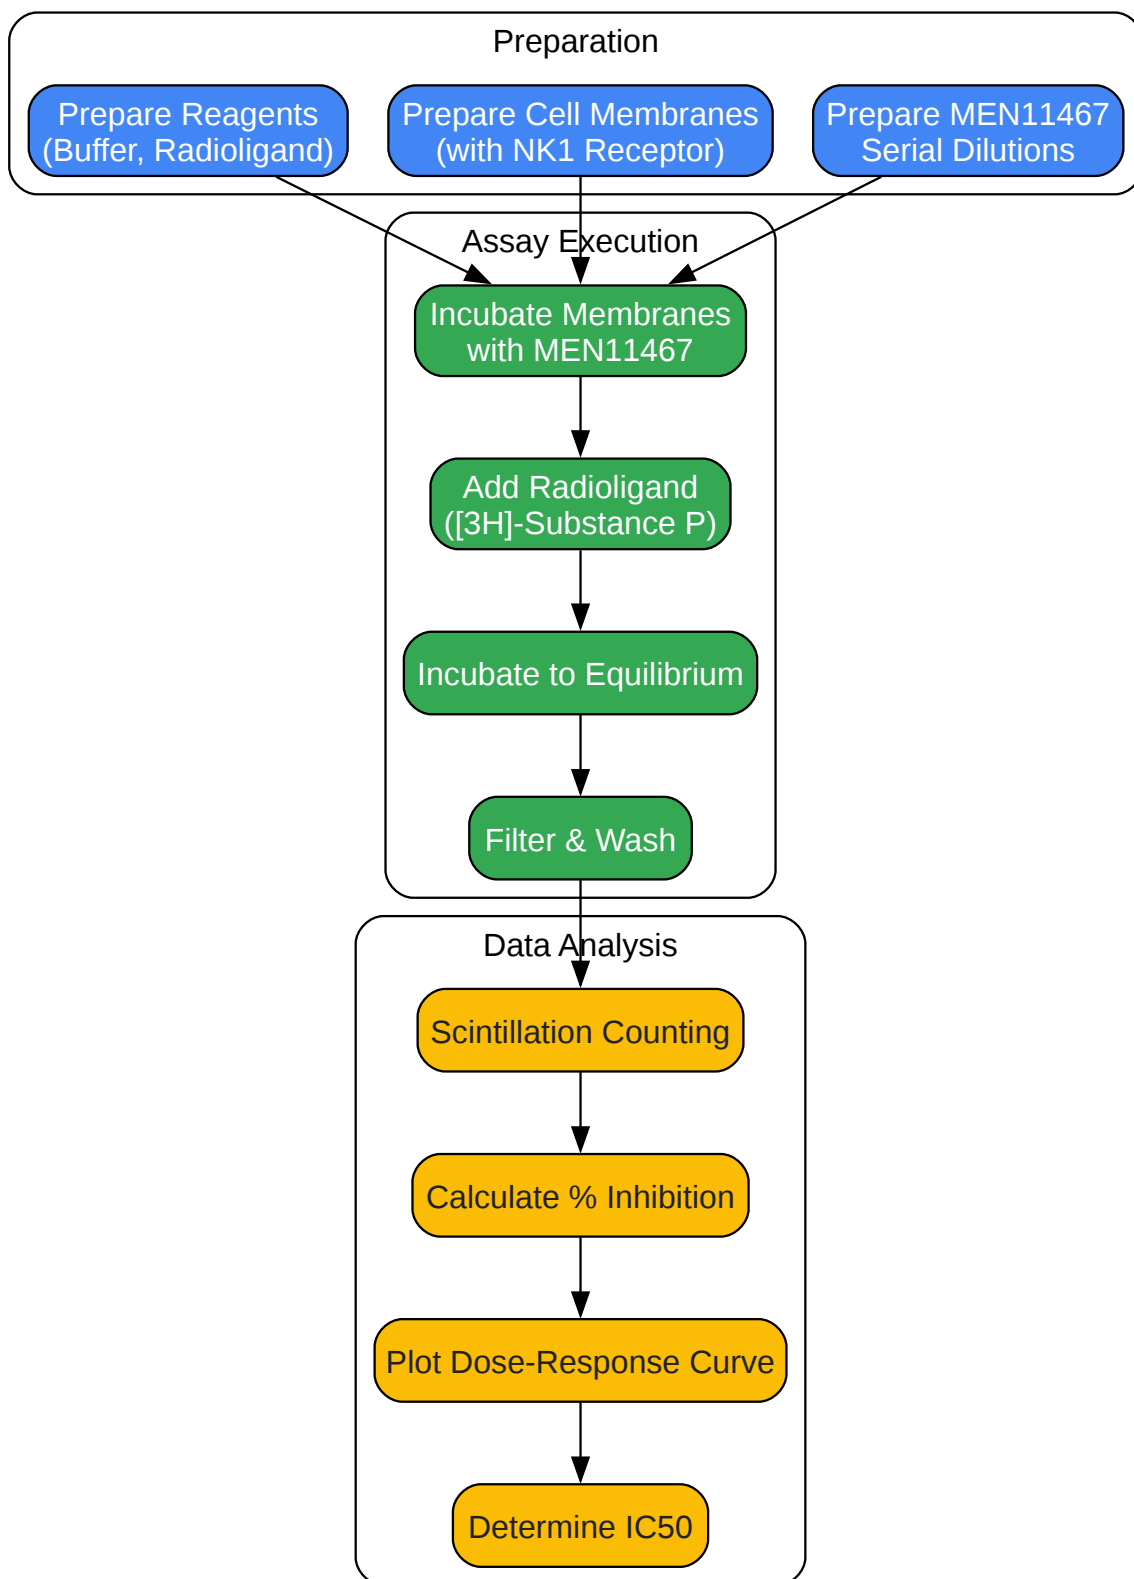 Preparation
Prepare Reagents
(Buffer, Radioligand)
Prepare Cell Membranes
(with NK1 Receptor)
Prepare MEN11467
Serial Dilutions
Assay Execution
Incubate Membranes
with MEN11467
Add Radioligand
([3H]-Substance P)
Incubate to Equilibrium
Filter & Wash
Data Analysis
Scintillation Counting
Calculate % Inhibition
Plot Dose-Response Curve
Determine IC50